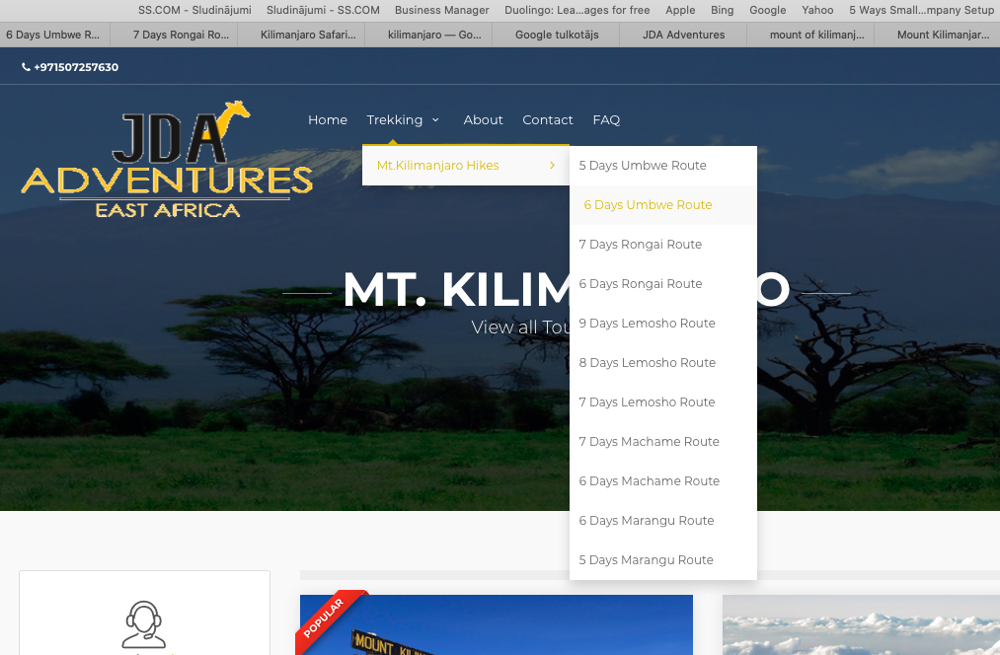 SS.COM - Sludinājumi Sludinājumi - SS.COM Business Manager Duolingo: Lea...ages for free Apple Bing Google Yahoo 5 Ways Small...mpany Setup
6 Days Umbwe R... 7 Days Rongai Ro... Kilimanjaro Safari... kilimanjaro — Go... Google tulkotājs JDA Adventures mount of kilimanj... Mount Kilimanjar...
+971507257630
JDA
ADVENTURES
EAST AFRICA
Home Trekking About Contact FAQ
Mt.Kilimanjaro Hikes
5 Days Umbwe Route
6 Days Umbwe Route
7 Days Rongai Route
6 Days Rongai Route
9 Days Lemosho Route
8 Days Lemosho Route
7 Days Lemosho Route
7 Days Machame Route
6 Days Machame Route
6 Days Marangu Route
5 Days Marangu Route
MT. KILIM O
View all Tou
POPULAR
MOUNT KILIM